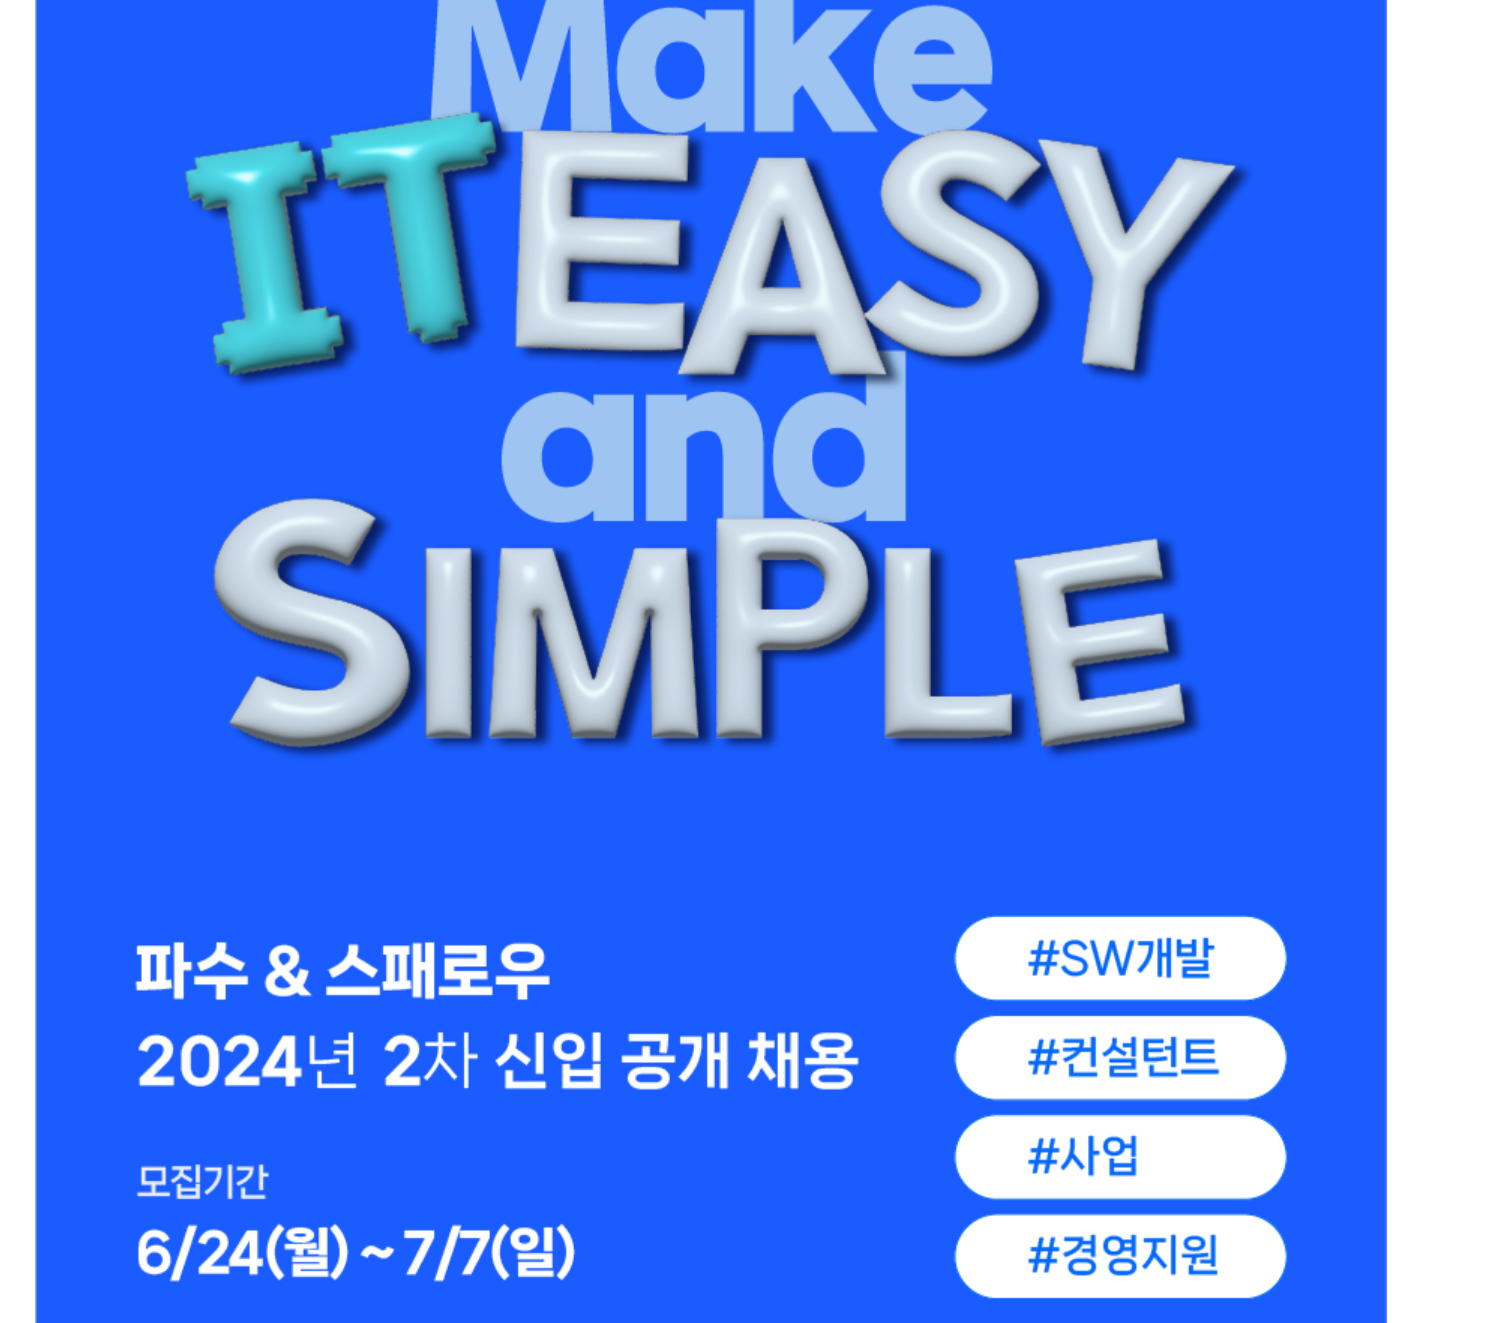 Make
ITEASY
and
SIMPLE
파수 & 스패로우
2024년 2차 신입 공개 채용
모집기간
6/24(월) ~ 7/7(일)
#SW개발
#컨설턴트
#사업
#경영지원